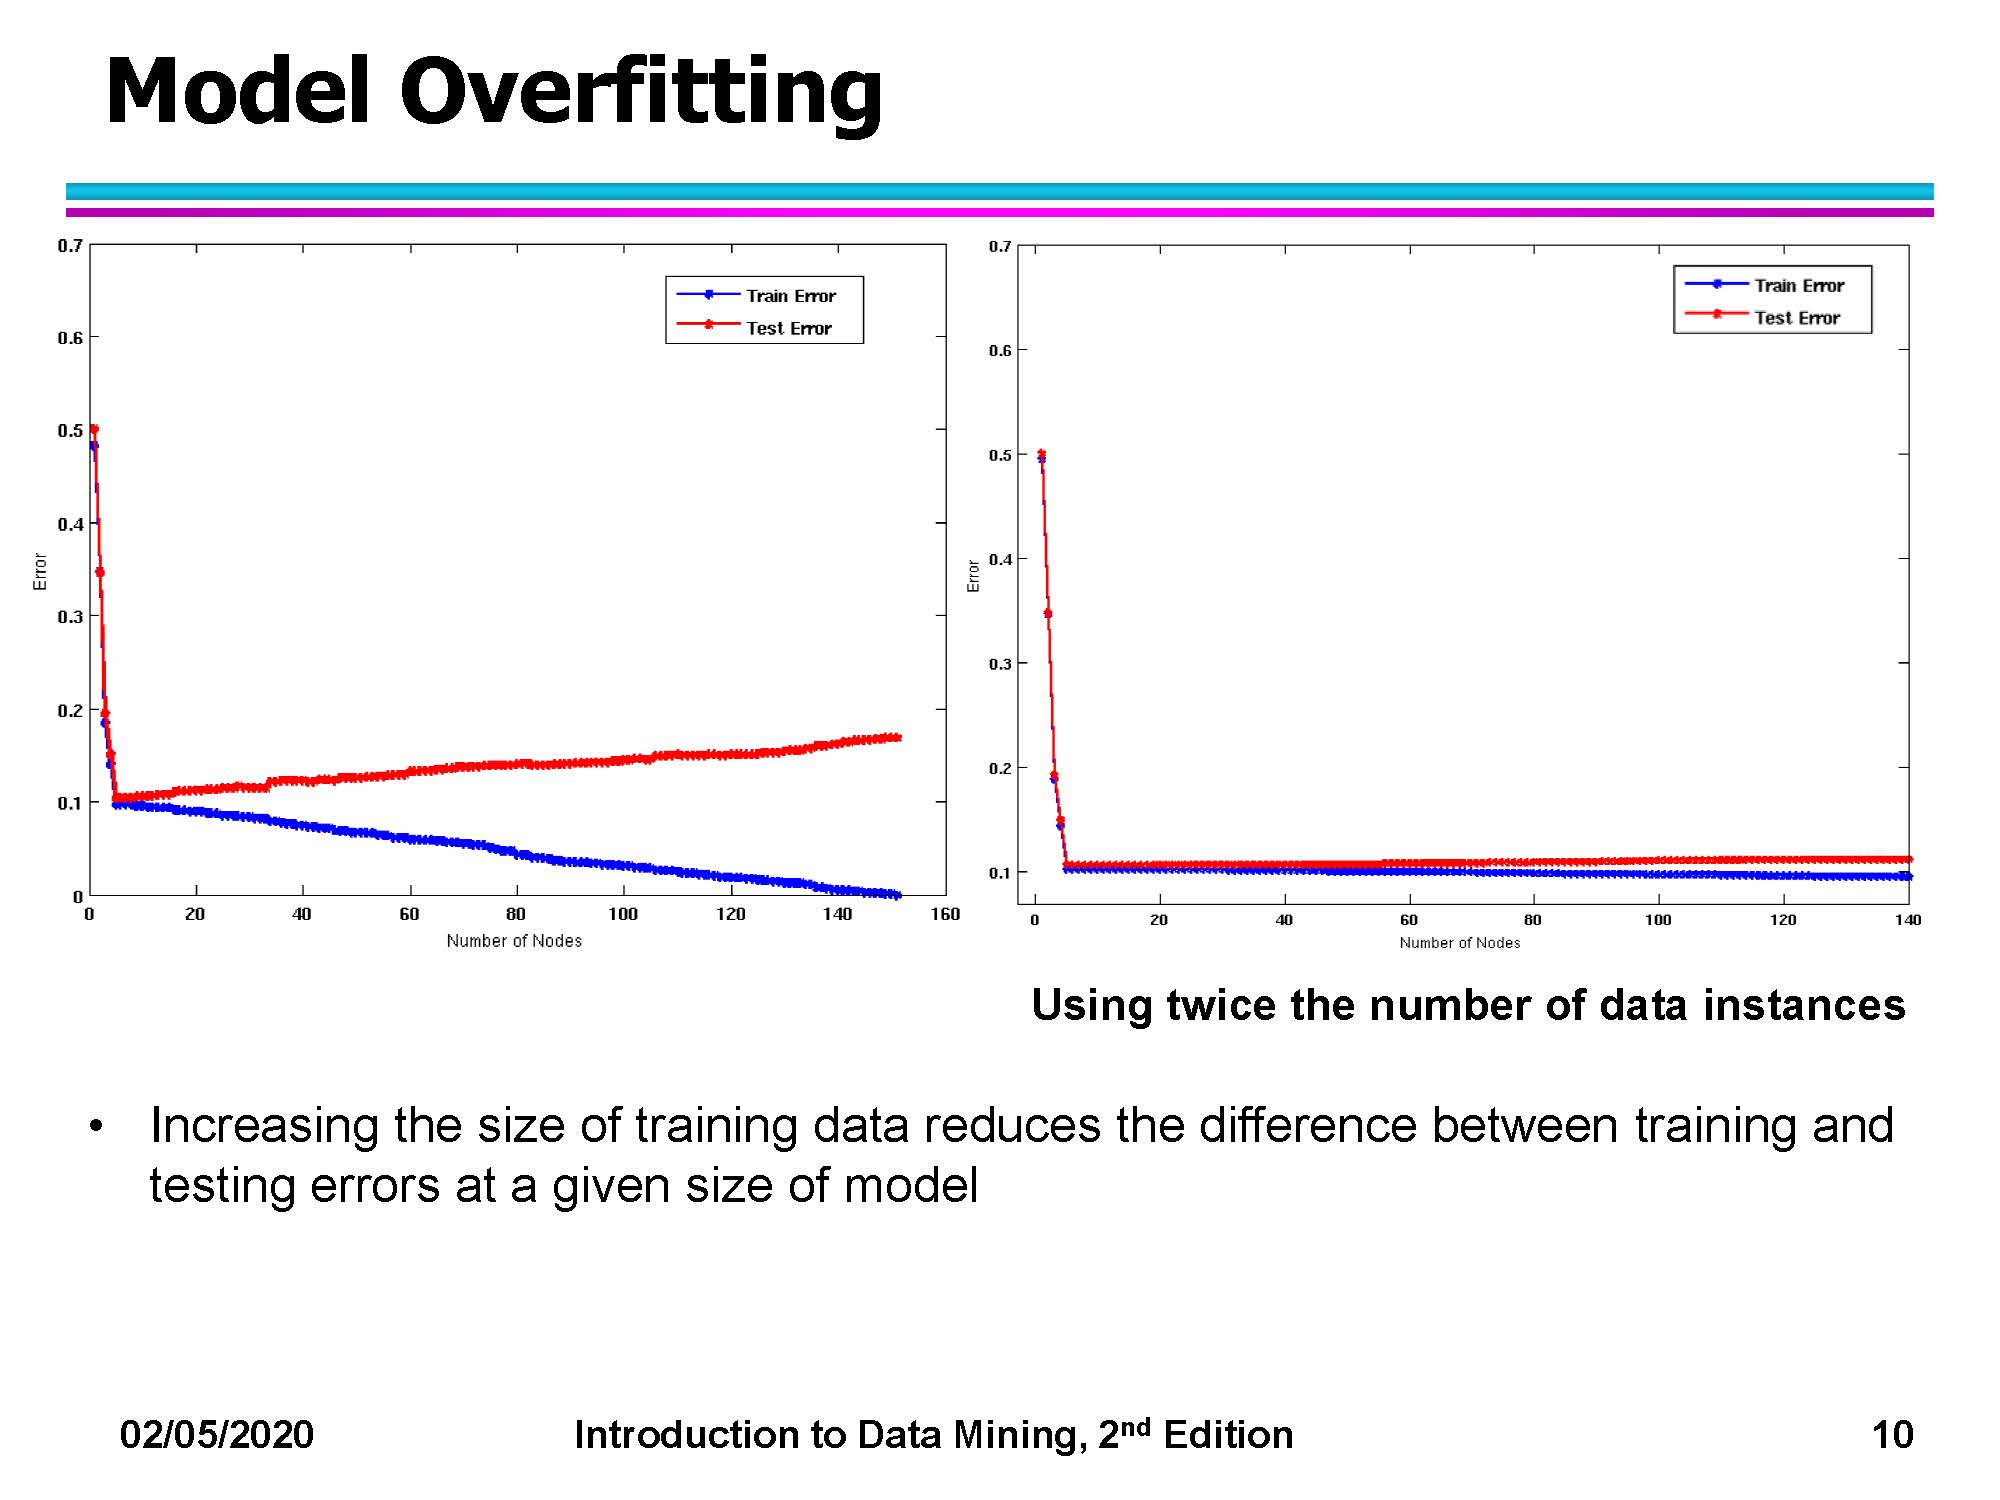 Model Overfitting
0.7
0.6
0.5
0.4
0.3
0.2
0.1
0
Error
0 20 40 60 80 100 120 140 160
Number of Nodes
Train Error
Test Error
0.7
0.6
0.5
0.4
0.3
0.2
0.1
Error
0 20 40 60 80 100 120 140
Number of Nodes
Train Error
Test Error
Using twice the number of data instances
• Increasing the size of training data reduces the difference between training and
testing errors at a given size of model
02/05/2020 Introduction to Data Mining, 2nd Edition 10